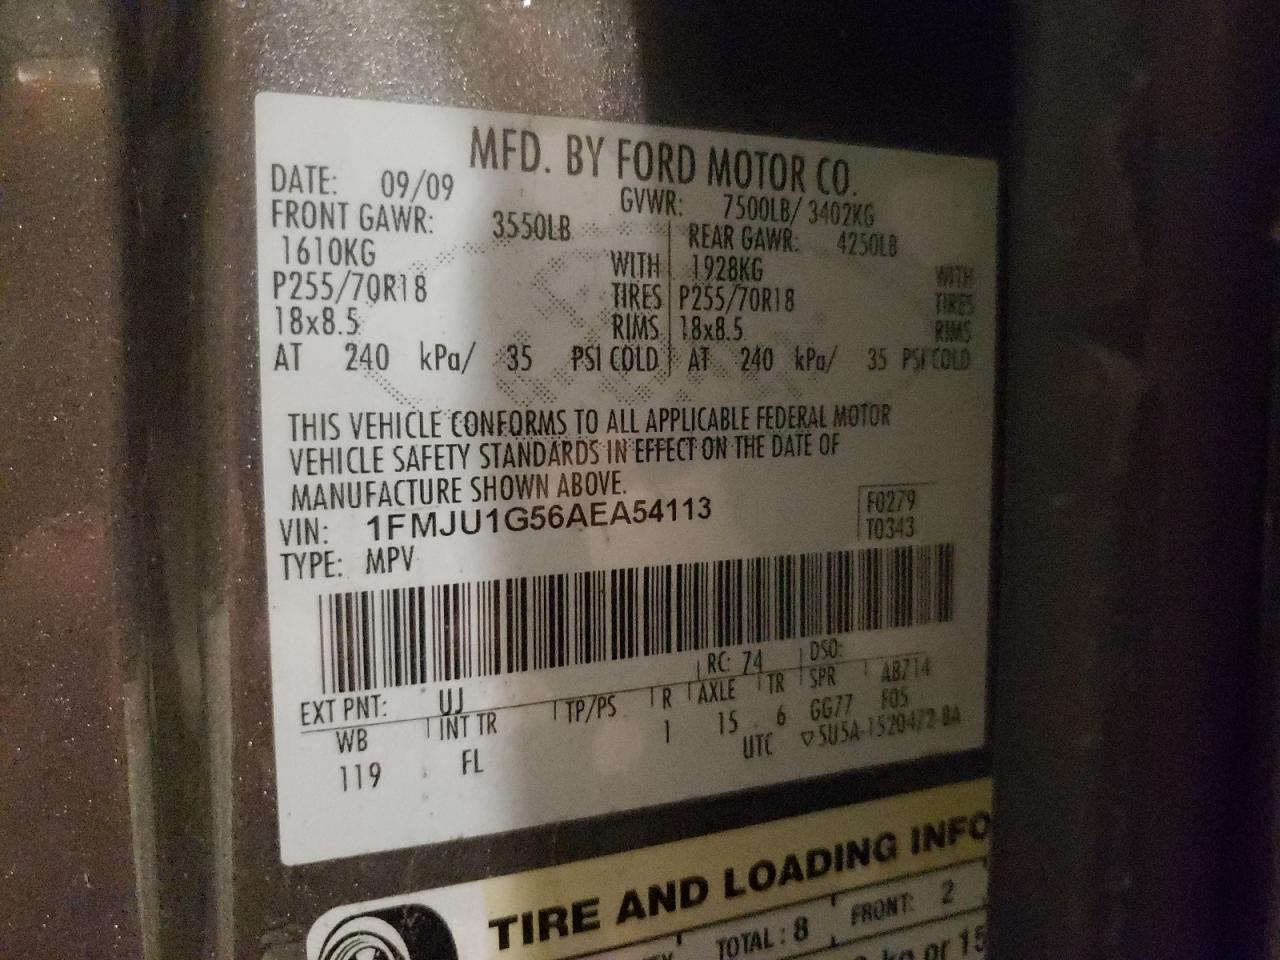 MFD. BY FORD MOTOR CO.
DATE: 09/09 GVWR: 7500LB/ 3402KG
FRONT GAWR: 3550LB REAR GAWR: 4250LB
1610KG WITH 1928KG WITH
P255/70R18 TIRES P255/70R18 TIRES
18x8.5 RIMS 18x8.5 RIMS
AT 240 kPa/ 35 PSI COLD AT 240 kPa/ 35 PSI COLD
THIS VEHICLE CONFORMS TO ALL APPLICABLE FEDERAL MOTOR
VEHICLE SAFETY STANDARDS IN EFFECT ON THE DATE OF
MANUFACTURE SHOWN ABOVE.
VIN: 1FMJU1G56AEA54113 F0279
TYPE: MPV T0343
EXT PNT: UJ RC: 74 DSO:
WB INT TR TP/PS R AXLE TR SPR AB714
119 FL 1 15 6 GG77 F05
UTC ▽5U5A-1520472-BA
TIRE AND LOADING INFO
TOTAL : 8 FRONT: 2
kg or 15